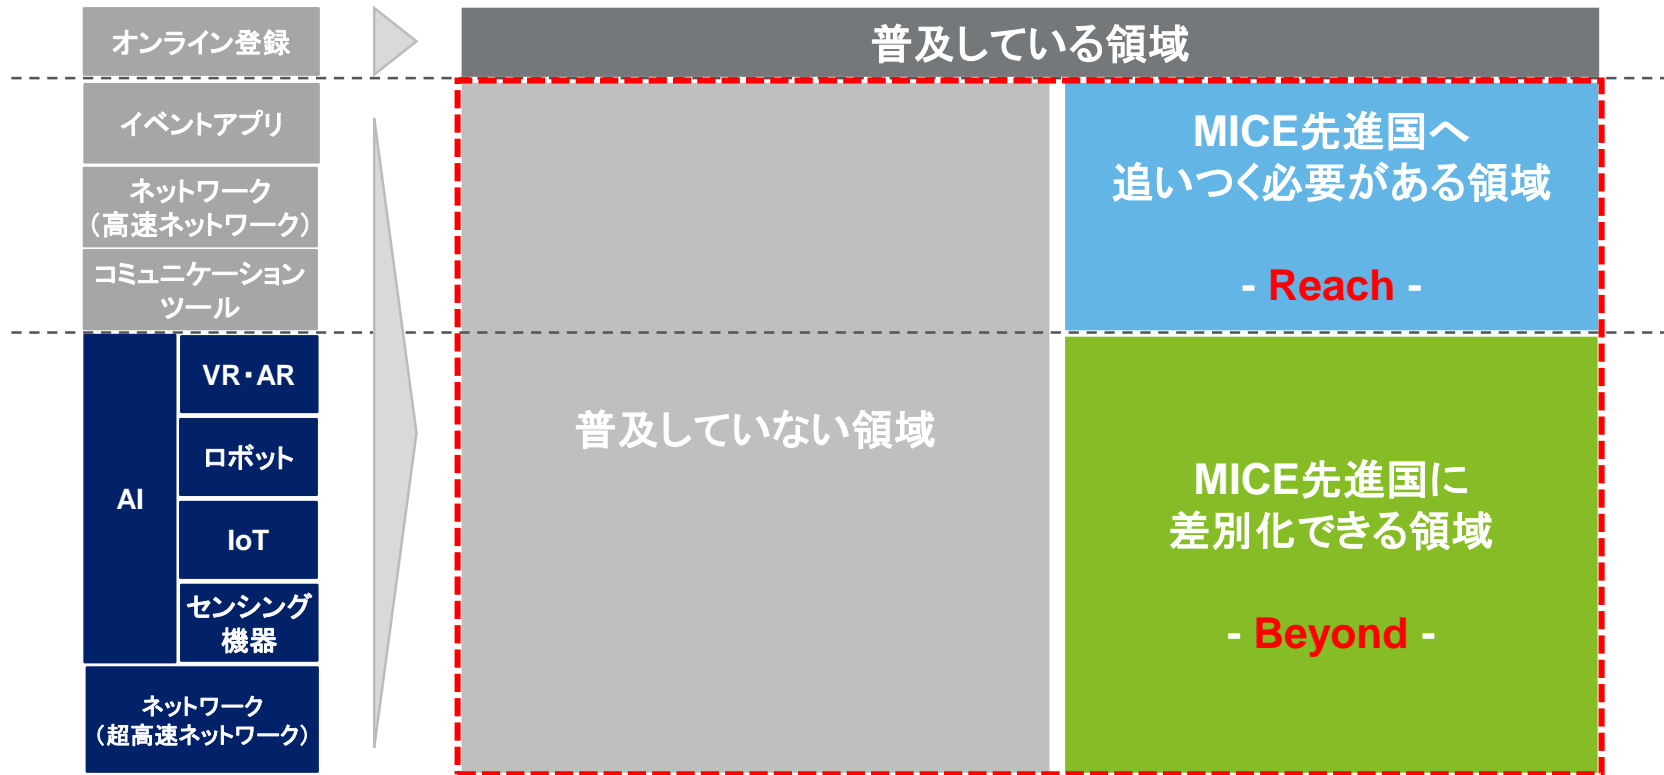 オンライン登録
普及している領域
イベントアプリ
ネットワーク
（高速ネットワーク）
コミュニケーション
ツール
MICE先進国へ
追いつく必要がある領域
- Reach -
AI
VR・AR
ロボット
IoT
センシング
機器
ネットワーク
（超高速ネットワーク）
普及していない領域
MICE先進国に
差別化できる領域
- Beyond -